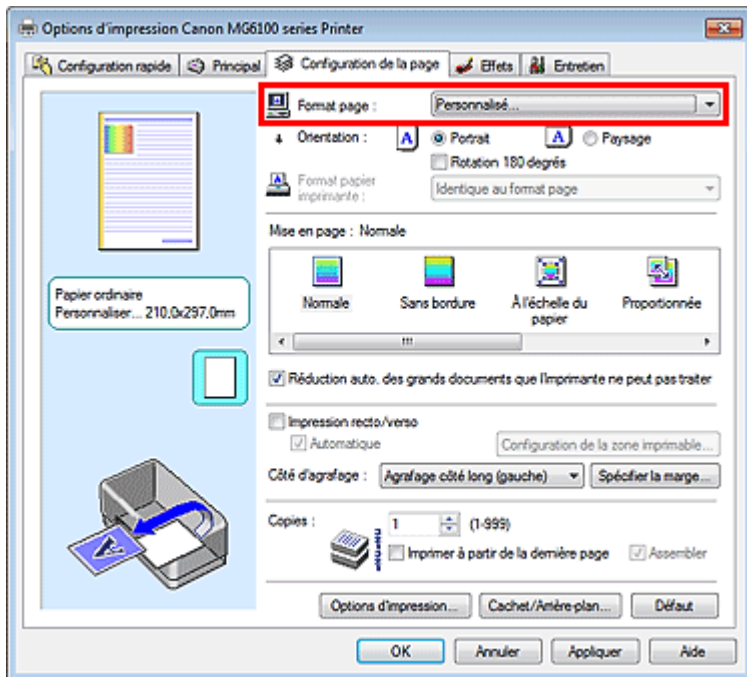 Options d'impression Canon MG6100 series Printer
Configuration rapide Principal Configuration de la page Effets Entretien
Format page : Personnalisé...
Orientation : A Portrait A Paysage
Rotation 180 degrés
Format papier imprimante : Identique au format page
Mise en page : Normale
Normale Sans bordure À l'échelle du papier Proportionnée
Papier ordinaire
Personnaliser... 210.0x297.0mm
Réduction auto. des grands documents que l'imprimante ne peut pas traiter
Impression recto/verso
Automatique Configuration de la zone imprimable...
Côté d'agrafage : Agrafage côté long (gauche) Spécifier la marge...
Copies : 1 (1-999)
Imprimer à partir de la dernière page Assembler
Options d'impression... Cachet/Arrière-plan... Défaut
OK Annuler Appliquer Aide